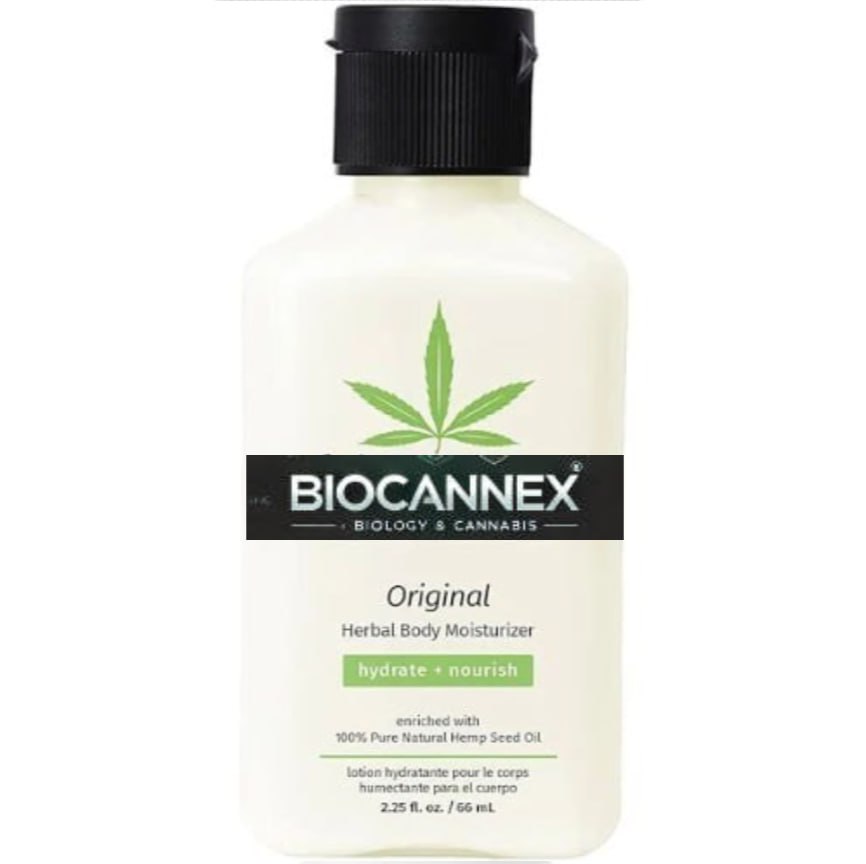 BIOCANNEX®
BIOLOGY & CANNABIS
Original
Herbal Body Moisturizer
hydrate + nourish
enriched with
100% Pure Natural Hemp Seed Oil
lotion hydratante pour le corps
humectante para el cuerpo
2.25 fl. oz. / 66 mL